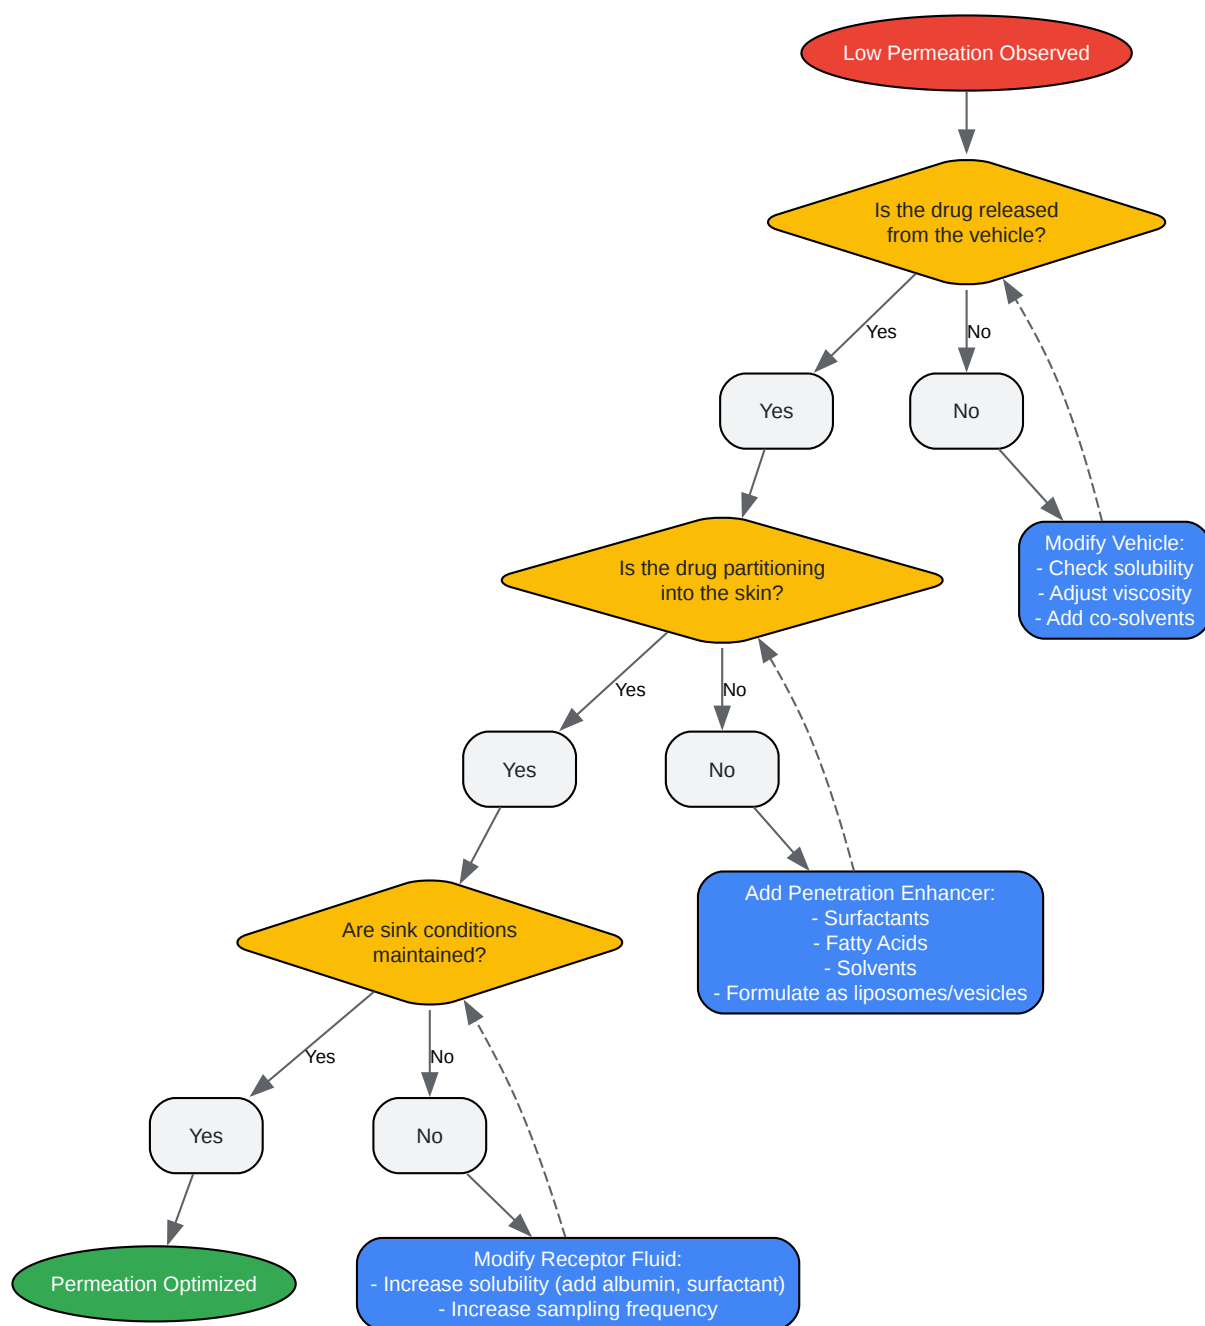 Low Permeation Observed
Is the drug released
from the vehicle?
Yes
No
Yes
No
Modify Vehicle:
- Check solubility
- Adjust viscosity
- Add co-solvents
Is the drug partitioning
into the skin?
Yes
No
Yes
No
Add Penetration Enhancer:
- Surfactants
- Fatty Acids
- Solvents
- Formulate as liposomes/vesicles
Are sink conditions
maintained?
Yes
No
Yes
No
Modify Receptor Fluid:
- Increase solubility (add albumin, surfactant)
- Increase sampling frequency
Permeation Optimized